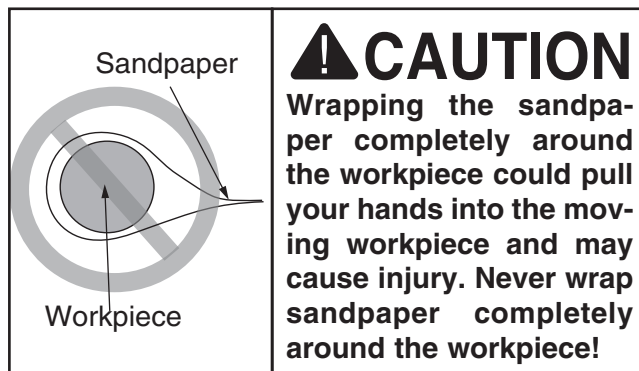 Sandpaper
Workpiece
CAUTION
Wrapping the sandpa-
per completely around
the workpiece could pull
your hands into the mov-
ing workpiece and may
cause injury. Never wrap
sandpaper completely
around the workpiece!